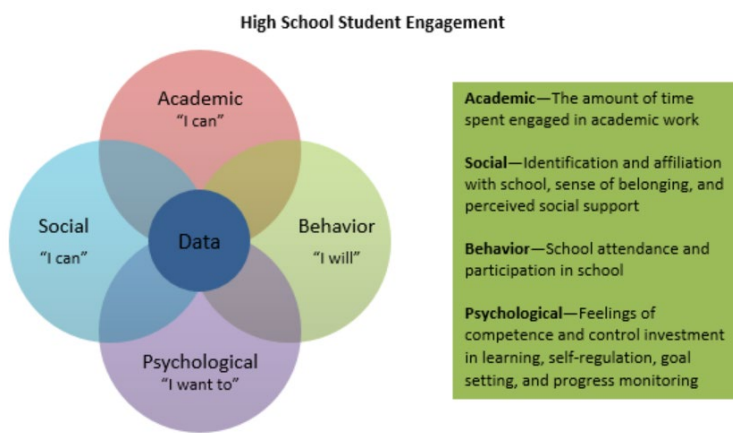 High School Student Engagement
Academic
“I can”
Social
“I can”
Data
Behavior
“I will”
Psychological
“I want to”
Academic—The amount of time
spent engaged in academic work
Social—Identification and affiliation
with school, sense of belonging, and
perceived social support
Behavior—School attendance and
participation in school
Psychological—Feelings of
competence and control investment
in learning, self-regulation, goal
setting, and progress monitoring